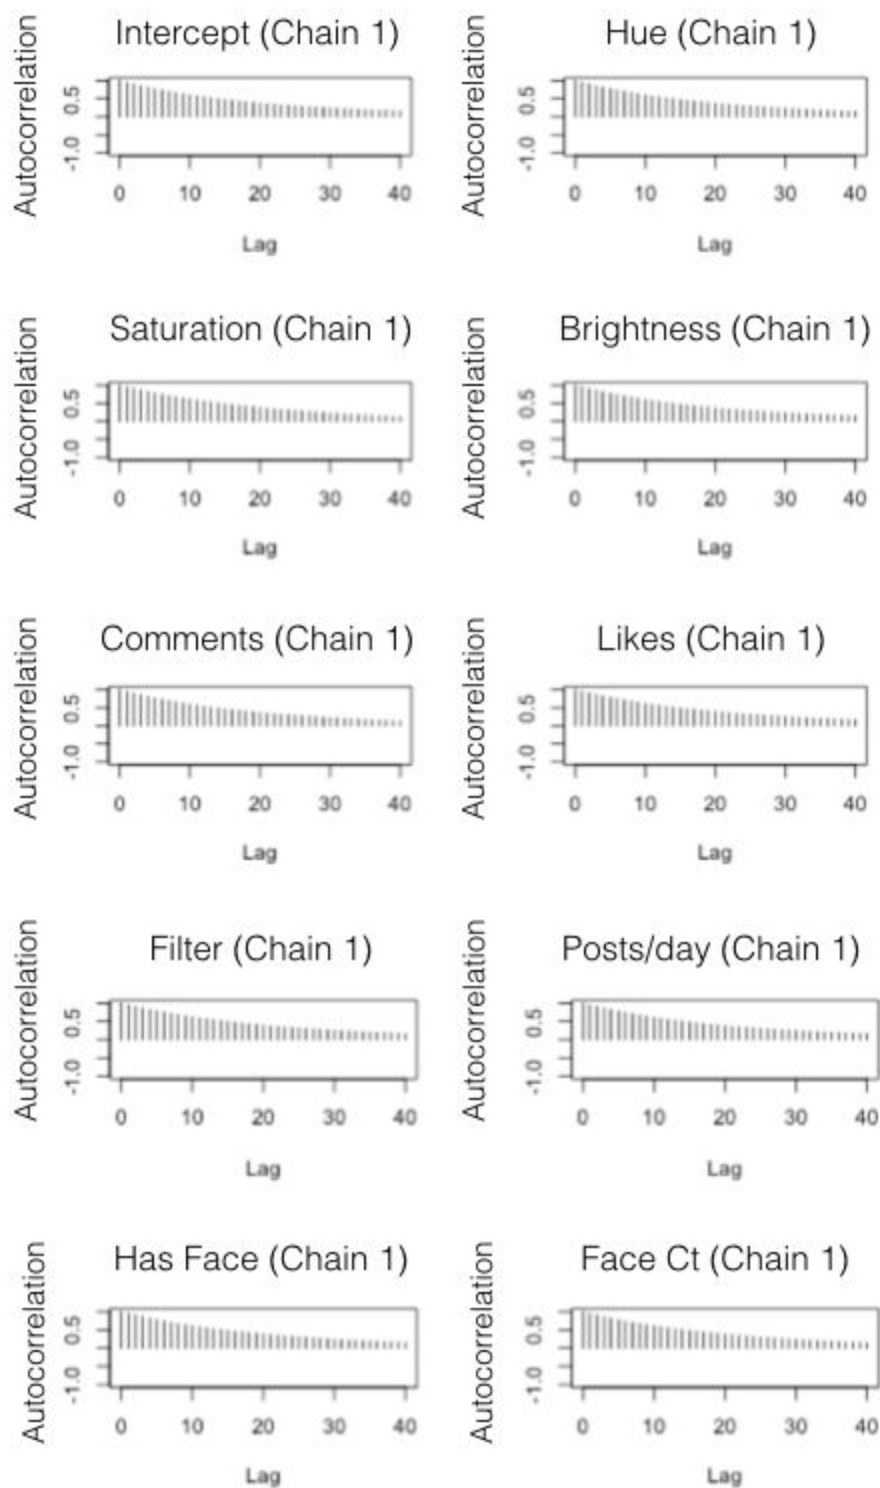 Intercept (Chain 1)
Autocorrelation
0.5
-1.0
0 10 20 30 40
Lag
Hue (Chain 1)
Autocorrelation
0.5
-1.0
0 10 20 30 40
Lag
Saturation (Chain 1)
Autocorrelation
0.5
-1.0
0 10 20 30 40
Lag
Brightness (Chain 1)
Autocorrelation
0.5
-1.0
0 10 20 30 40
Lag
Comments (Chain 1)
Autocorrelation
0.5
-1.0
0 10 20 30 40
Lag
Likes (Chain 1)
Autocorrelation
0.5
-1.0
0 10 20 30 40
Lag
Filter (Chain 1)
Autocorrelation
0.5
-1.0
0 10 20 30 40
Lag
Posts/day (Chain 1)
Autocorrelation
0.5
-1.0
0 10 20 30 40
Lag
Has Face (Chain 1)
Autocorrelation
0.5
-1.0
0 10 20 30 40
Lag
Face Ct (Chain 1)
Autocorrelation
0.5
-1.0
0 10 20 30 40
Lag